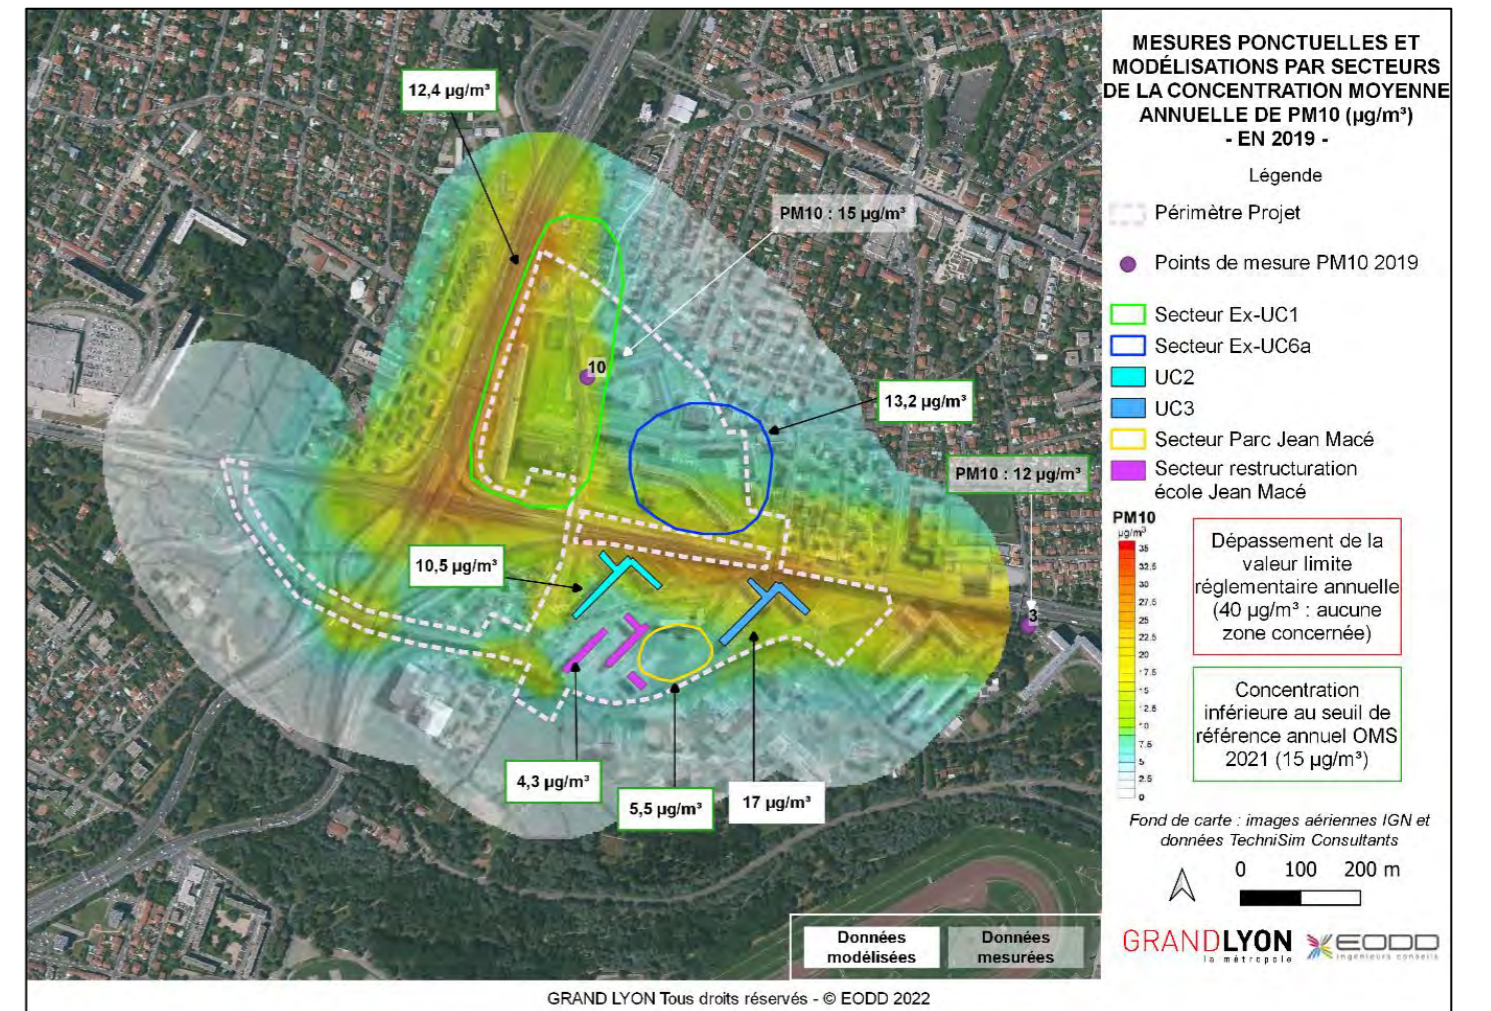 MESURES PONCTUELLES ET
MODÉLISATIONS PAR SECTEURS
DE LA CONCENTRATION MOYENNE
ANNUELLE DE PM10 (µg/m³)
- EN 2019 -
Légende
Périmètre Projet
Points de mesure PM10 2019
Secteur Ex-UC1
Secteur Ex-UC6a
UC2
UC3
Secteur Parc Jean Macé
Secteur restructuration
école Jean Macé
PM10
µg/m³
35
32.5
30
27.5
25
22.5
20
17.5
15
12.5
10
7.5
5
2.5
0
Dépassement de la
valeur limite
réglementaire annuelle
(40 µg/m³ : aucune
zone concernée)
Concentration
inférieure au seuil de
référence annuel OMS
2021 (15 µg/m³)
Fond de carte : images aériennes IGN et
données TechniSim Consultants
0 100 200 m
GRANDLYON
la métropole
EODD
ingénieurs conseils
12,4 µg/m³
PM10 : 15 µg/m³
10
13,2 µg/m³
PM10 : 12 µg/m³
10,5 µg/m³
3
4,3 µg/m³
5,5 µg/m³
17 µg/m³
Données
modélisées
Données
mesurées
GRAND LYON Tous droits réservés - © EODD 2022